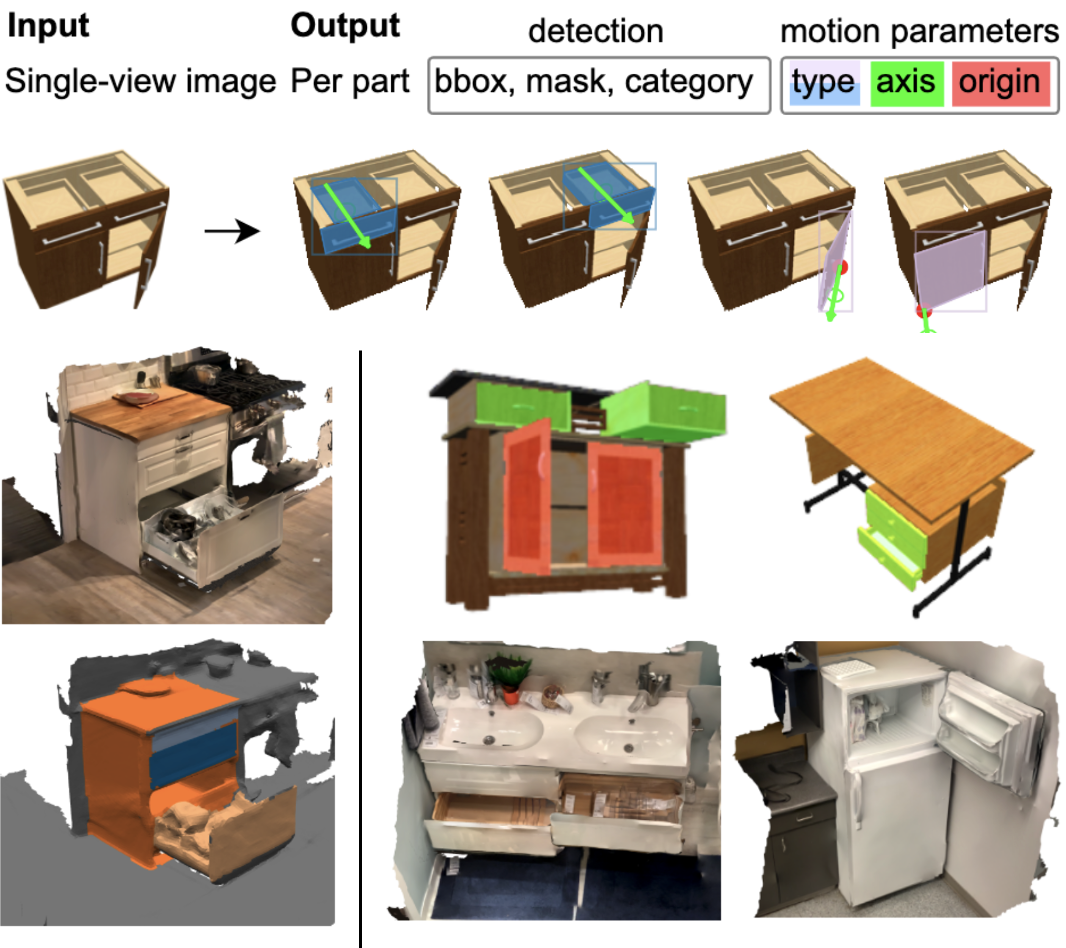 Input Output detection motion parameters
Single-view image Per part bbox, mask, category type axis origin